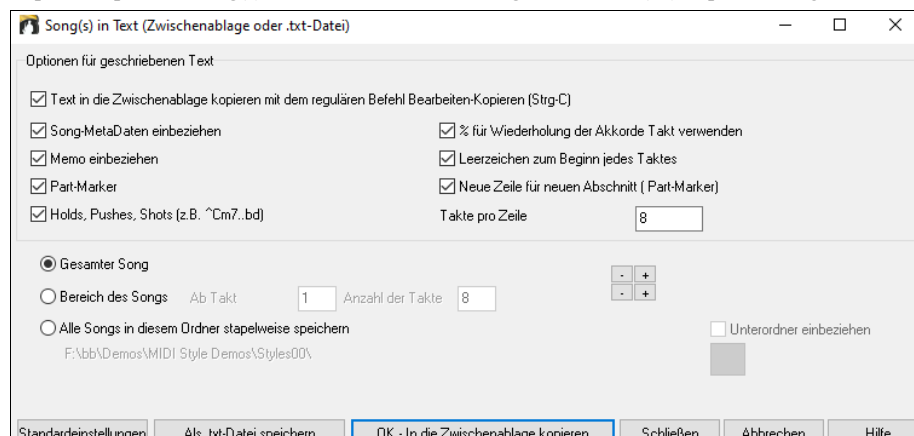 Song(s) in Text (Zwischenablage oder .txt-Datei)
Optionen für geschriebenen Text
Text in die Zwischenablage kopieren mit dem regulären Befehl Bearbeiten-Kopieren (Strg-C)
Song-MetaDaten einbeziehen
% für Wiederholung der Akkorde Takt verwenden
Memo einbeziehen
Leerzeichen zum Beginn jedes Taktes
Part-Marker
Neue Zeile für neuen Abschnitt ( Part-Marker)
Holds, Pushes, Shots (z.B. ^Cm7..bd)
Takte pro Zeile 8
Gesamter Song
- +
Bereich des Songs Ab Takt 1 Anzahl der Takte 8
- +
Alle Songs in diesem Ordner stapelweise speichern
Unterordner einbeziehen
F:\bb\Demos\MIDI Style Demos\Styles00\
Standardeinstellungen Als .txt-Datei speichern OK - In die Zwischenablage kopieren Schließen Abbrechen Hilfe